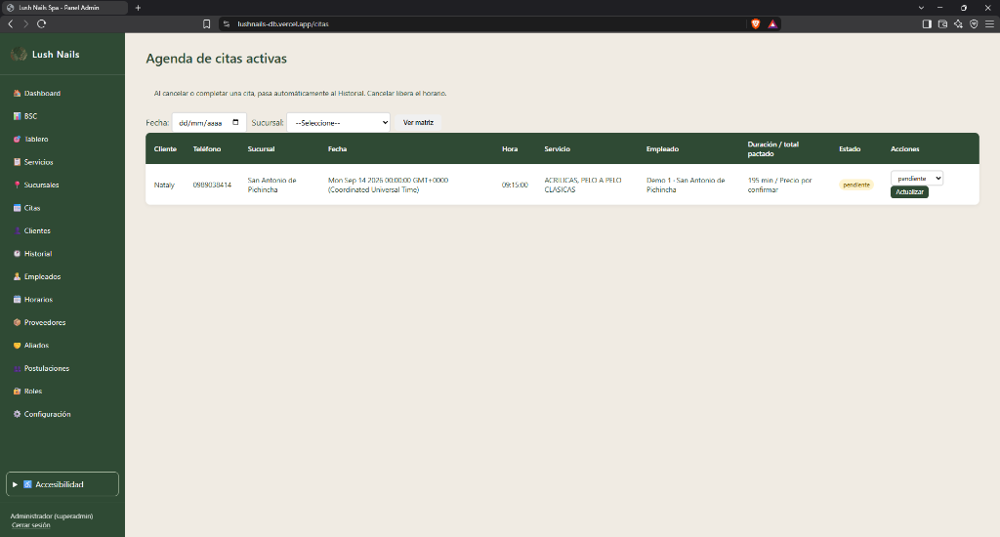 Lush Nails Spa - Panel Admin
lushnails-db.vercel.app/citas
Lush Nails
Dashboard
BSC
Tablero
Servicios
Sucursales
Citas
Clientes
Historial
Empleados
Horarios
Proveedores
Aliados
Postulaciones
Roles
Configuración
Accesibilidad
Administrador (superadmin)
Cerrar sesión
Agenda de citas activas
Al cancelar o completar una cita, pasa automáticamente al Historial. Cancelar libera el horario.
Fecha: dd/mm/aaaa Sucursal: --Seleccione-- Ver matriz
Cliente Teléfono Sucursal Fecha Hora Servicio Empleado Duración / total pactado Estado Acciones
Nataly 0989038414 San Antonio de Pichincha Mon Sep 14 2026 00:00:00 GMT+0000 (Coordinated Universal Time) 09:15:00 ACRILICAS, PELO A PELO CLASICAS Demo 1 - San Antonio de Pichincha 195 min / Precio por confirmar pendiente pendiente
Actualizar